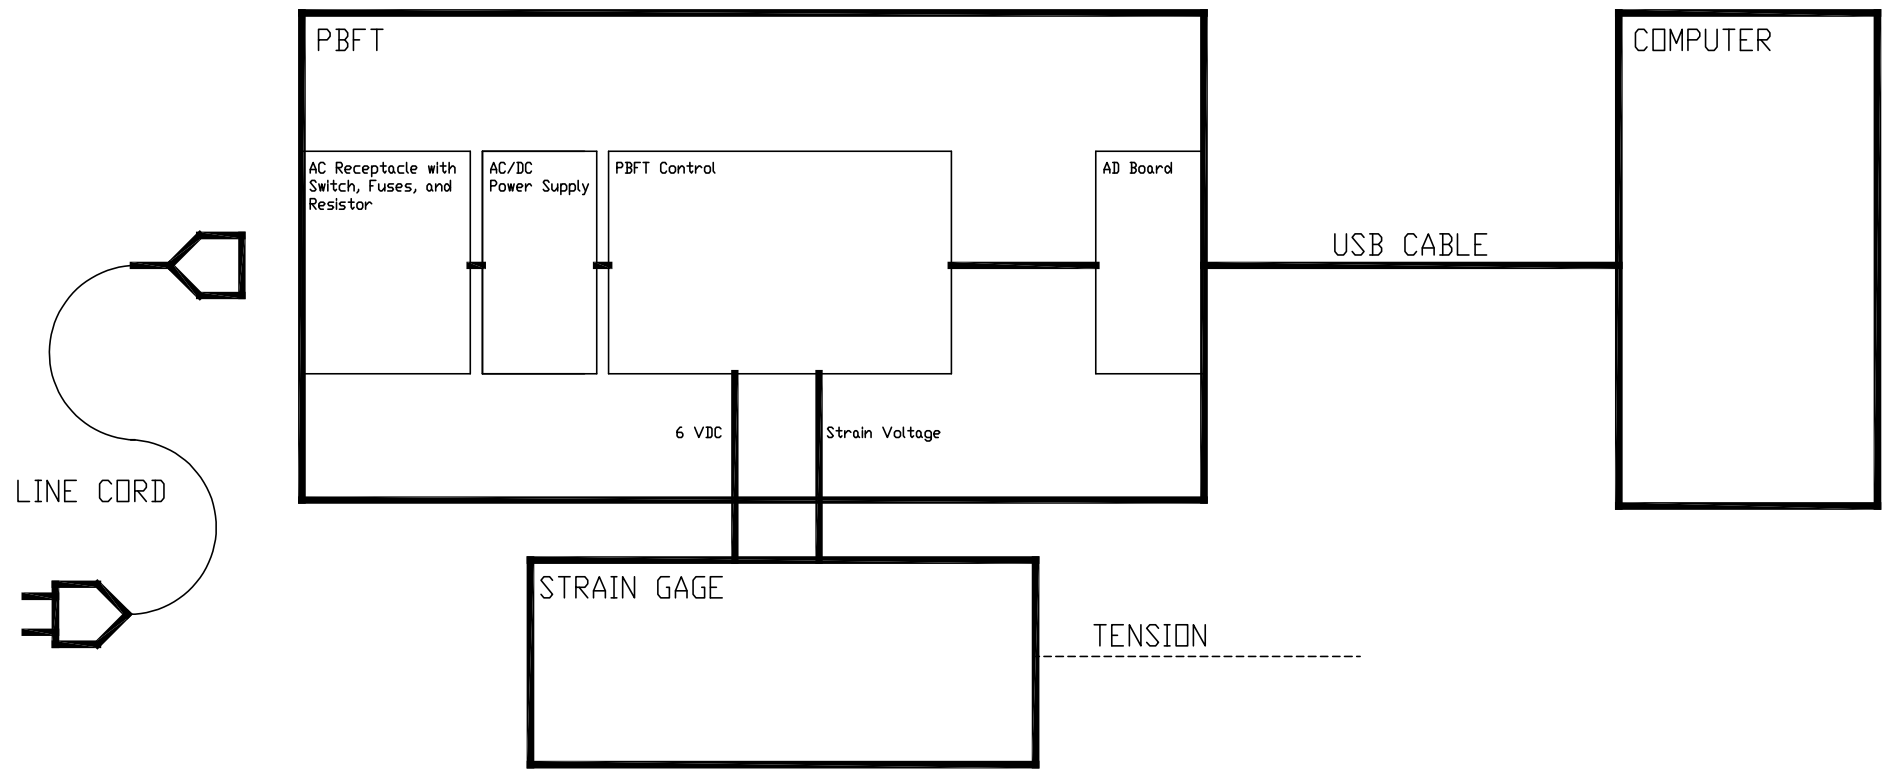 PBFT
COMPUTER
AC Receptacle with
Switch, Fuses, and
Resistor
AC/DC
Power Supply
PBFT Control
AD Board
USB CABLE
6 VDC
Strain Voltage
LINE CORD
STRAIN GAGE
TENSION